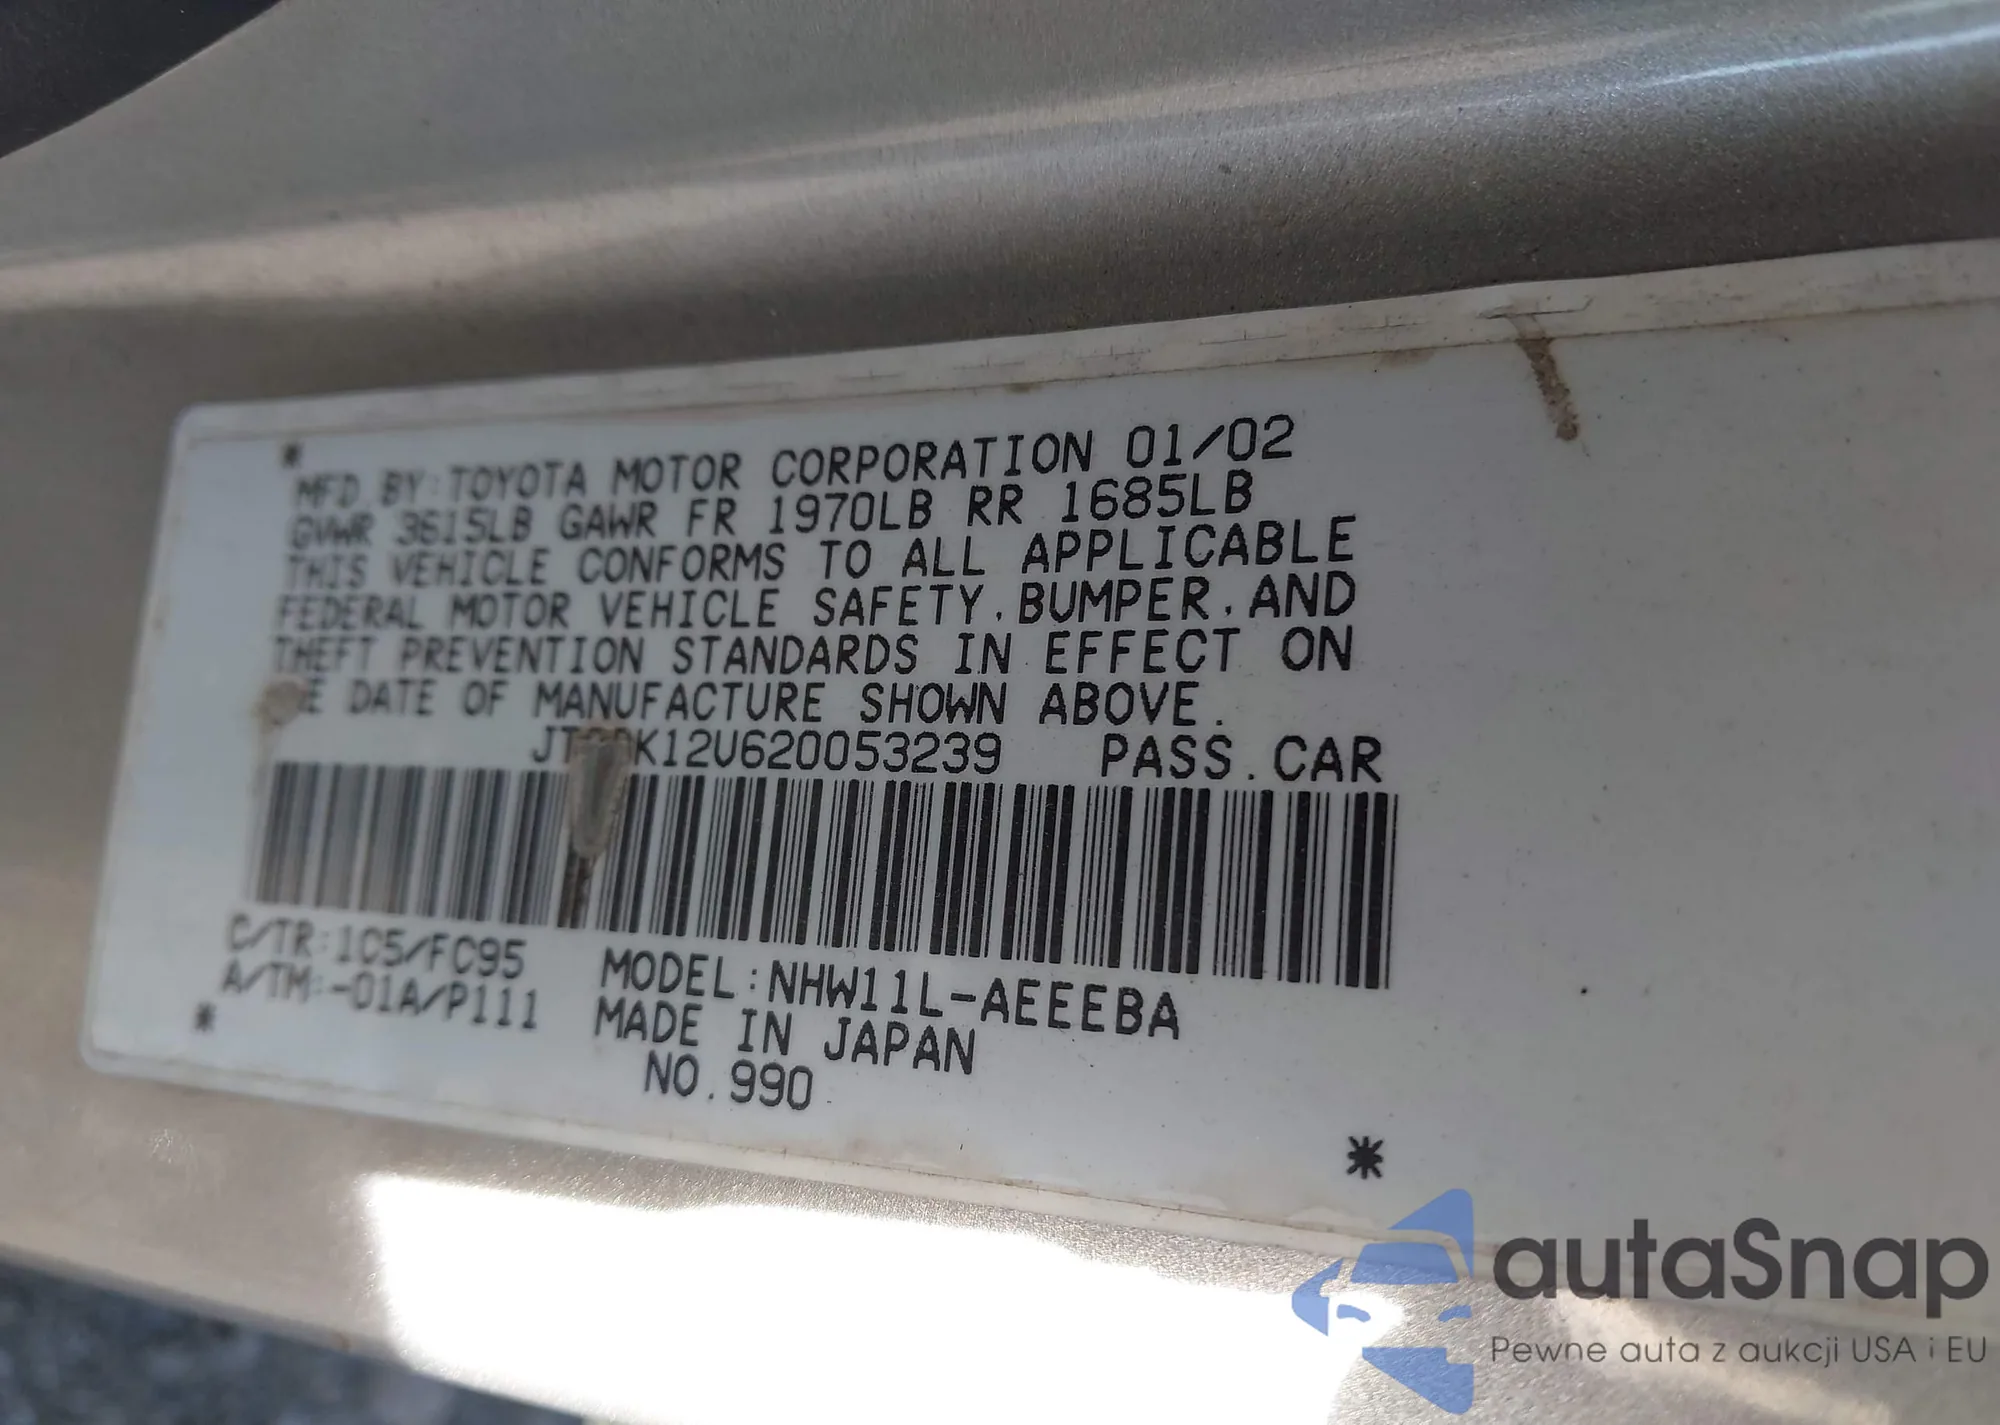 *
MFD. BY:TOYOTA MOTOR CORPORATION 01/02
GVWR 3615LB GAWR FR 1970LB RR 1685LB
THIS VEHICLE CONFORMS TO ALL APPLICABLE
FEDERAL MOTOR VEHICLE SAFETY, BUMPER, AND
THEFT PREVENTION STANDARDS IN EFFECT ON
DATE OF MANUFACTURE SHOWN ABOVE.
PASS. CAR
C/TR:1C5/FC95
A/TM:-01A/P111
MODEL:NHW11L-AEEEBA
MADE IN JAPAN
NO.990
*
*
autaSnap
Pewne auta z aukcji USA i EU